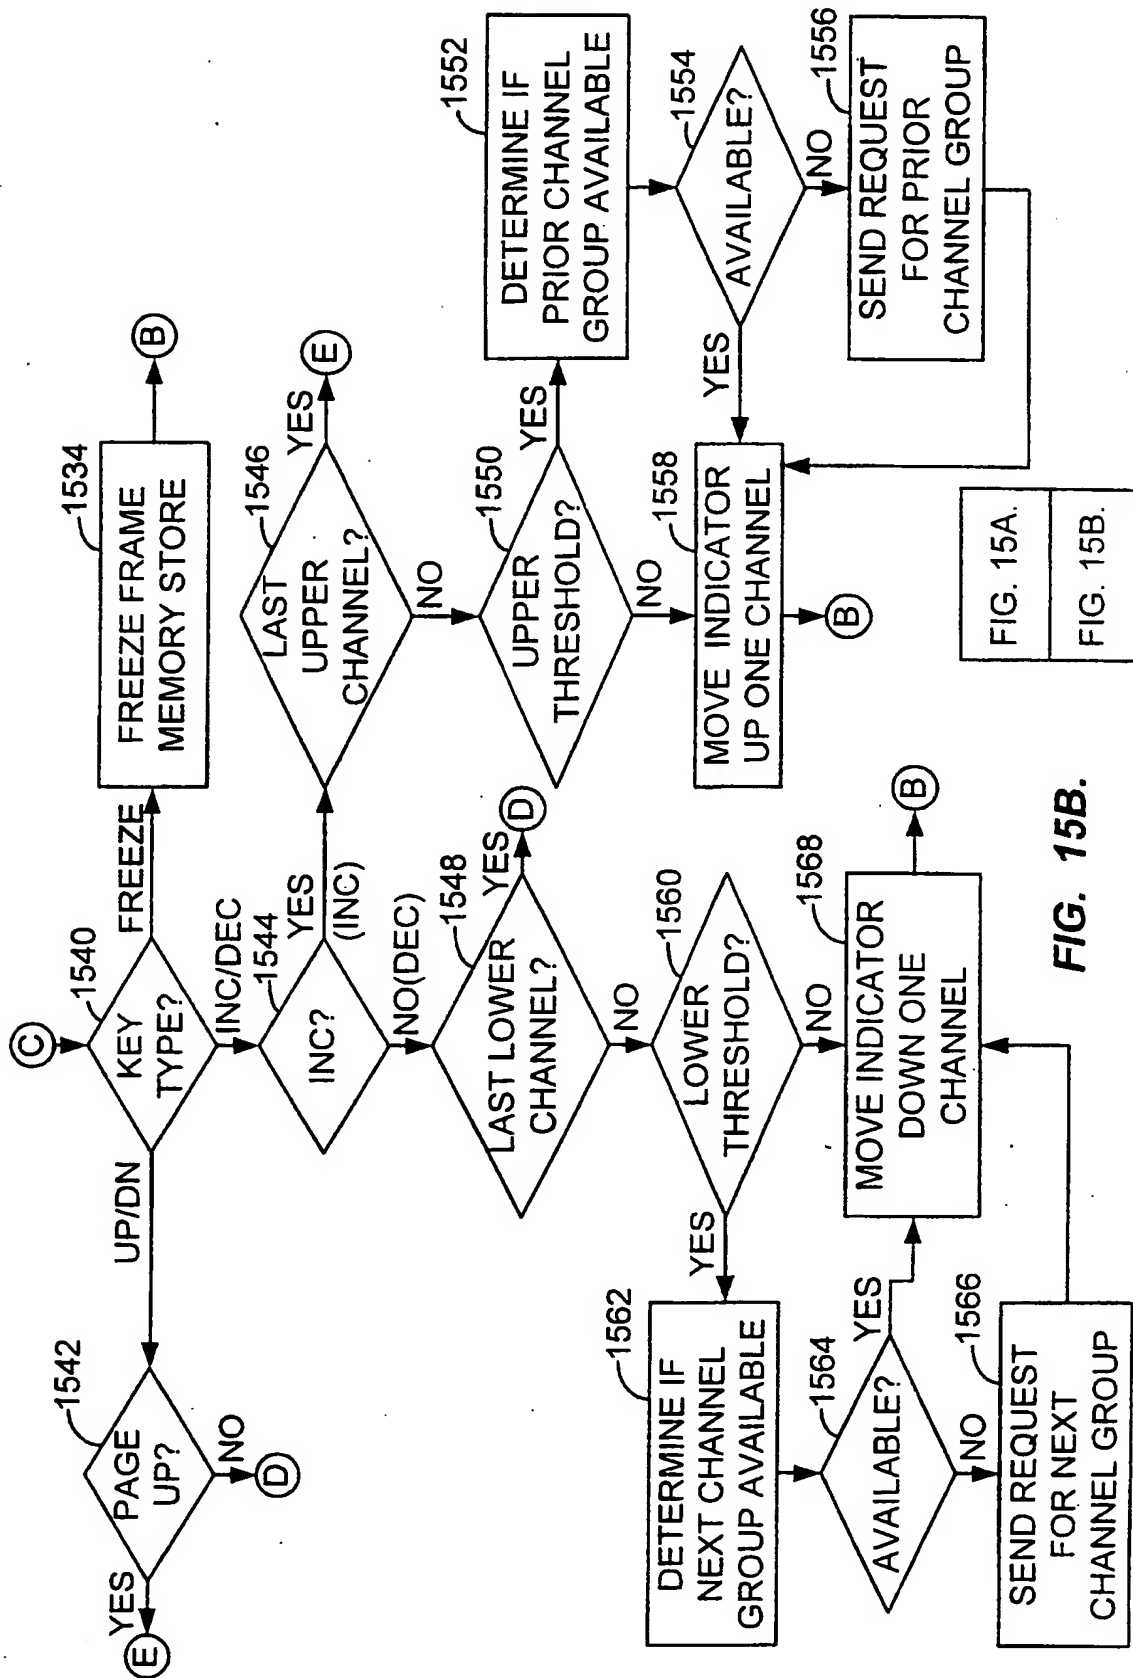 C
1540
KEY
TYPE?
FREEZE
1534
FREEZE FRAME
MEMORY STORE
B
UP/DN
INC/DEC
1542
PAGE
UP?
YES
E
NO
D
1544
INC?
YES
(INC)
NO(DEC)
1546
LAST
UPPER
CHANNEL?
YES
E
NO
1548
LAST LOWER
CHANNEL?
YES
D
NO
1550
UPPER
THRESHOLD?
YES
NO
1552
DETERMINE IF
PRIOR CHANNEL
GROUP AVAILABLE
1554
AVAILABLE?
YES
NO
1556
SEND REQUEST
FOR PRIOR
CHANNEL GROUP
1558
MOVE INDICATOR
UP ONE CHANNEL
B
1560
LOWER
THRESHOLD?
YES
NO
1562
DETERMINE IF
NEXT CHANNEL
GROUP AVAILABLE
1564
AVAILABLE?
YES
NO
1566
SEND REQUEST
FOR NEXT
CHANNEL GROUP
1568
MOVE INDICATOR
DOWN ONE
CHANNEL
B
FIG. 15A.
FIG. 15B.
FIG. 15B.